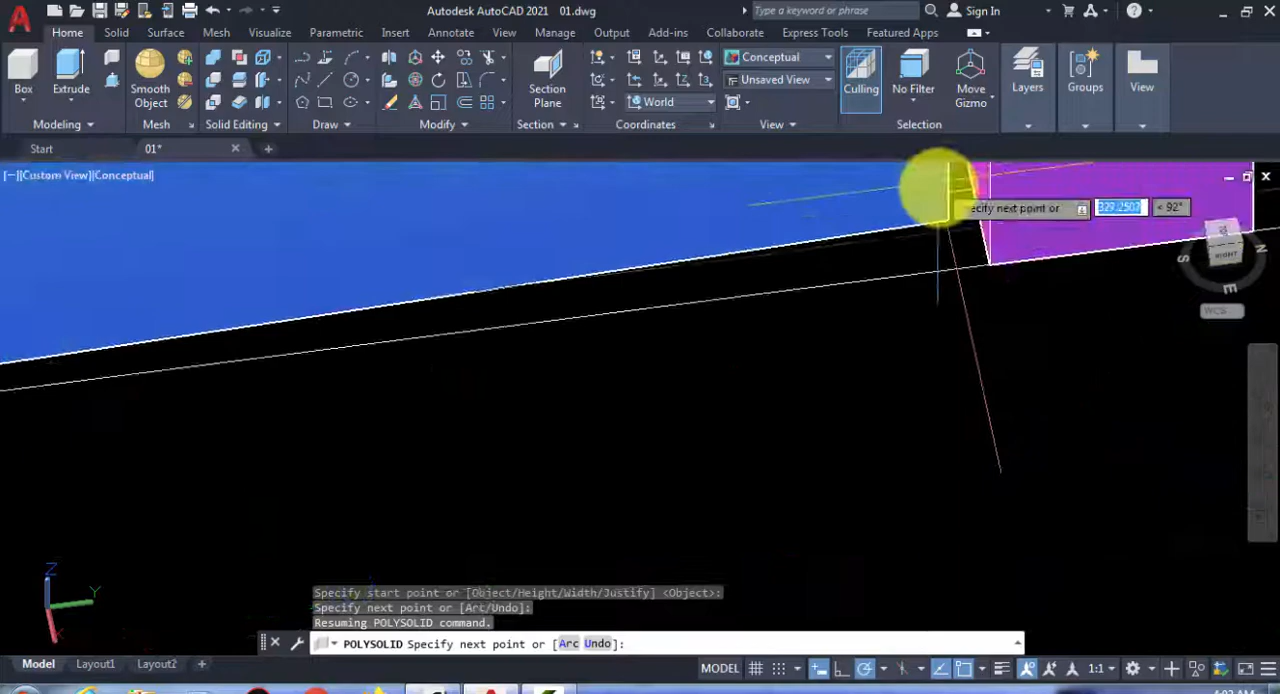 Autodesk AutoCAD 2021 01.dwg
Type a keyword or phrase
Sign In
Home Solid Surface Mesh Visualize Parametric Insert Annotate View Manage Output Add-ins Collaborate Express Tools Featured Apps
Box
Extrude
Smooth
Object
Section
Plane
Conceptual
Unsaved View
World
Culling
No Filter
Move
Gizmo
Layers
Groups
View
Modeling Mesh Solid Editing Draw Modify Section Coordinates View Selection
Start 01*
[−][Custom View][Conceptual]
ecify next point or 329.2503 < 92°
S
RIGHT
N
E
WCS
Z
Y
Specify start point or [Object/Height/Width/Justify] <Object>:
Specify next point or [Arc/Undo]:
Resuming POLYSOLID command.
POLYSOLID Specify next point or [Arc Undo]:
Model Layout1 Layout2 +
MODEL 1:1